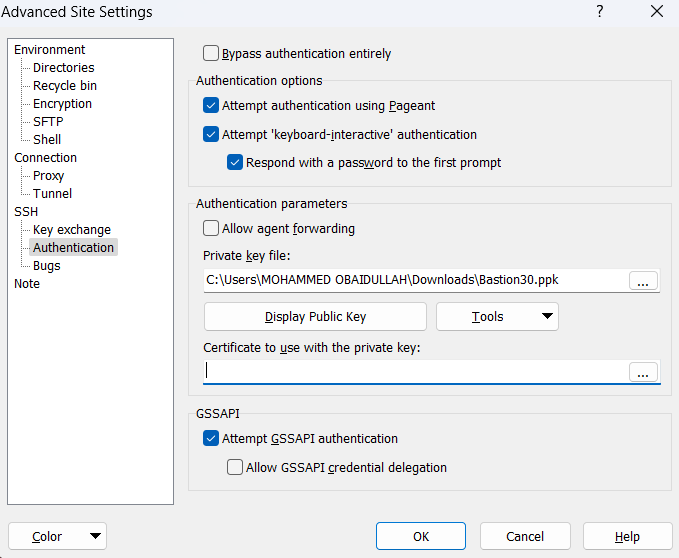 Advanced Site Settings ? ×
Environment
Directories
Recycle bin
Encryption
SFTP
Shell
Connection
Proxy
Tunnel
SSH
Key exchange
Authentication
Bugs
Note
Bypass authentication entirely
Authentication options
Attempt authentication using Pageant
Attempt 'keyboard-interactive' authentication
Respond with a password to the first prompt
Authentication parameters
Allow agent forwarding
Private key file:
C:\Users\MOHAMMED OBAIDULLAH\Downloads\Bastion30.ppk ...
Display Public Key Tools
Certificate to use with the private key:
...
GSSAPI
Attempt GSSAPI authentication
Allow GSSAPI credential delegation
Color OK Cancel Help